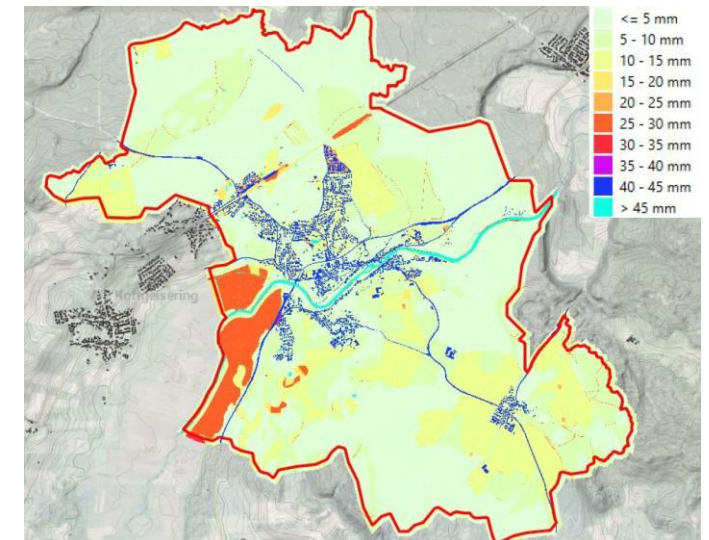 <= 5 mm
5 - 10 mm
10 - 15 mm
15 - 20 mm
20 - 25 mm
25 - 30 mm
30 - 35 mm
35 - 40 mm
40 - 45 mm
> 45 mm
Kottgeisering